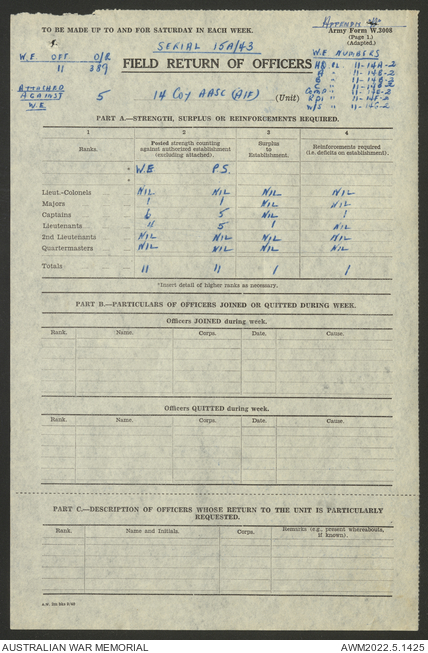 TO BE MADE UP TO AND FOR SATURDAY IN EACH WEEK.
Army Form W.3008
(Page 1.)
(Adapted.)
SERIAL 15A/43
W.E. NUMBERS
W.E. OFF O/R
11 389
FIELD RETURN OF OFFICERS
HQ 11-14A-2
A " 11-14B-2
ATTACHED
AGAINST 5
W.E.
14 Coy AASC (AIF) (Unit)
W/S " 11-14G-2
PART A.—STRENGTH, SURPLUS OR REINFORCEMENTS REQUIRED.
1 2 3 4
Ranks. Posted strength counting against authorized establishment (excluding attached). Surplus to Establishment. Reinforcements required (i.e. deficits on establishment).
* W.E P.S.
*
Lieut.-Colonels NIL NIL NIL NIL
Majors 1 1 NIL
Captains 6 5 NIL 1
Lieutenants 5 1 NIL
2nd Lieutenants NIL NIL NIL NIL
Quartermasters NIL NIL NIL NIL
Totals 11 11 1 1
*Insert detail of higher ranks as necessary.
PART B.—PARTICULARS OF OFFICERS JOINED OR QUITTED DURING WEEK.
Officers JOINED during week.
Rank. Name. Corps. Date. Cause.
Officers QUITTED during week.
Rank. Name. Corps. Date. Cause.
PART C.—DESCRIPTION OF OFFICERS WHOSE RETURN TO THE UNIT IS PARTICULARLY REQUESTED.
Rank. Name and Initials. Corps. Remarks (e.g., present whereabouts, if known).
AUSTRALIAN WAR MEMORIAL AWM2022.5.1425